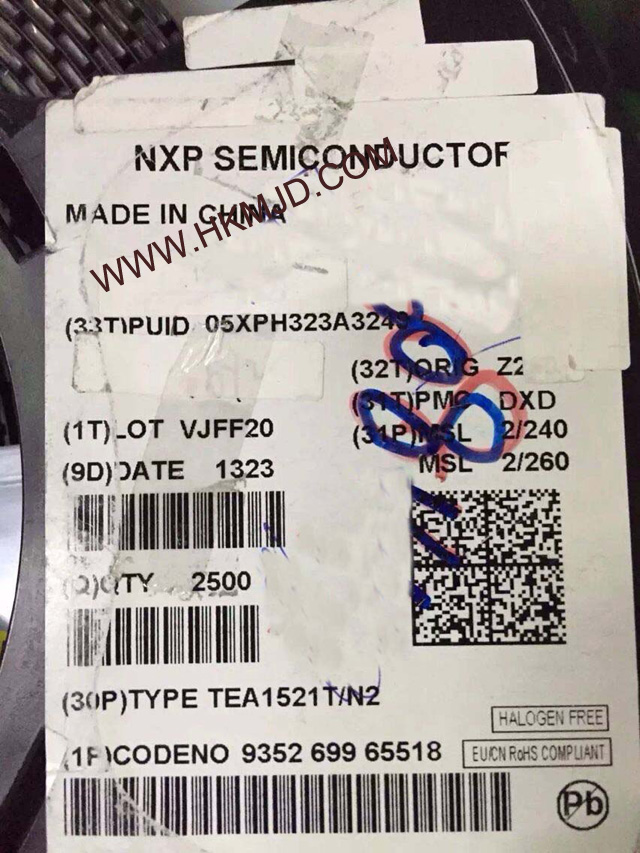 NXP SEMICONDUCTOR
MADE IN CHINA
WWW.HKMJD.COM
(33T)PUID 05XPH323A3249
(32T)ORIG
(31T)PMC DXD
(1T)LOT VJFF20
(31P)MSL 2/240
(9D)DATE 1323
MSL 2/260
(Q)QTY 2500
(30P)TYPE TEA1521T/N2
HALOGEN FREE
(1P)CODENO 9352 699 65518
EU/CN RoHS COMPLIANT
Pb